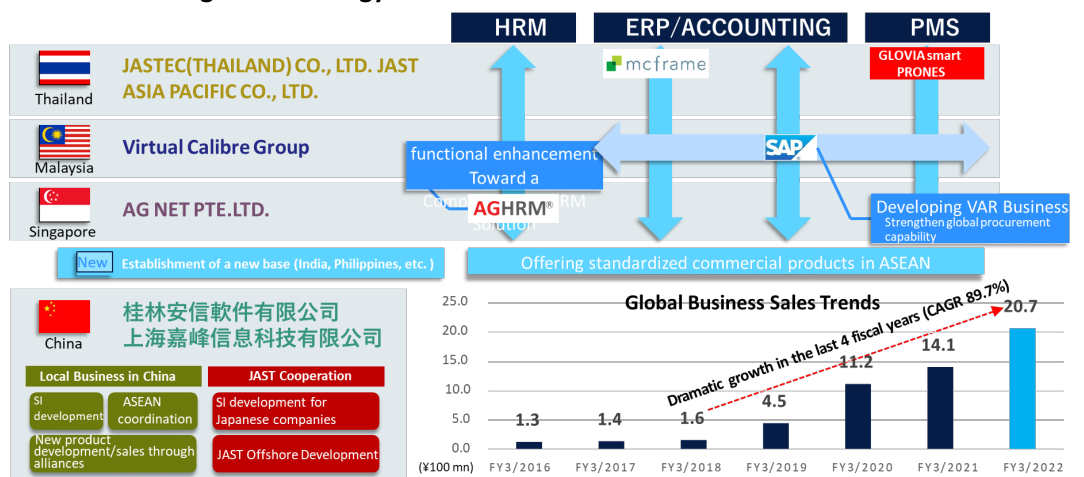 HRM
ERP/ACCOUNTING
PMS
Thailand
JASTEC(THAILAND) CO., LTD. JAST
ASIA PACIFIC CO., LTD.
mcframe
GLOVIA smart
PRONES
Malaysia
Virtual Calibre Group
functional enhancement
Toward a
SAP
Singapore
AG NET PTE.LTD.
AGHRM®
Solution
Developing VAR Business
Strengthen global procurement
capability
New
Establishment of a new base (India, Philippines, etc. )
Offering standardized commercial products in ASEAN
China
桂林安信軟件有限公司
上海嘉峰信息科技有限公司
Local Business in China
JAST Cooperation
SI
development
ASEAN
coordination
SI development for
Japanese companies
New product
development/sales through
alliances
JAST Offshore Development
Global Business Sales Trends
Dramatic growth in the last 4 fiscal years (CAGR 89.7%)
25.0
20.0
15.0
10.0
5.0
0.0
(¥100 mn)
1.3
1.4
1.6
4.5
11.2
14.1
20.7
FY3/2016
FY3/2017
FY3/2018
FY3/2019
FY3/2020
FY3/2021
FY3/2022